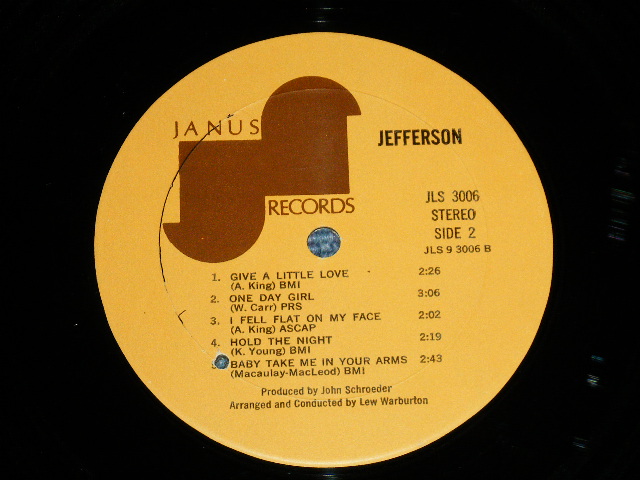 JANUS
RECORDS
JEFFERSON
JLS 3006
STEREO
SIDE 2
JLS 9 3006 B
1. GIVE A LITTLE LOVE 2:26
(A. King) BMI
2. ONE DAY GIRL 3:06
(W. Carr) PRS
3. I FELL FLAT ON MY FACE 2:02
(A. King) ASCAP
4. HOLD THE NIGHT 2:19
(K. Young) BMI
BABY TAKE ME IN YOUR ARMS 2:43
(Macaulay-MacLeod) BMI
Produced by John Schroeder
Arranged and Conducted by Lew Warburton